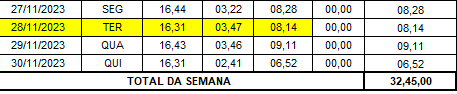 27/11/2023 SEG 16,44 03,22 08,28 00,00 08,28
28/11/2023 TER 16,31 03,47 08,14 00,00 08,14
29/11/2023 QUA 16,43 03,46 09,11 00,00 09,11
30/11/2023 QUI 16,31 02,41 06,52 00,00 06,52
TOTAL DA SEMANA 32,45,00